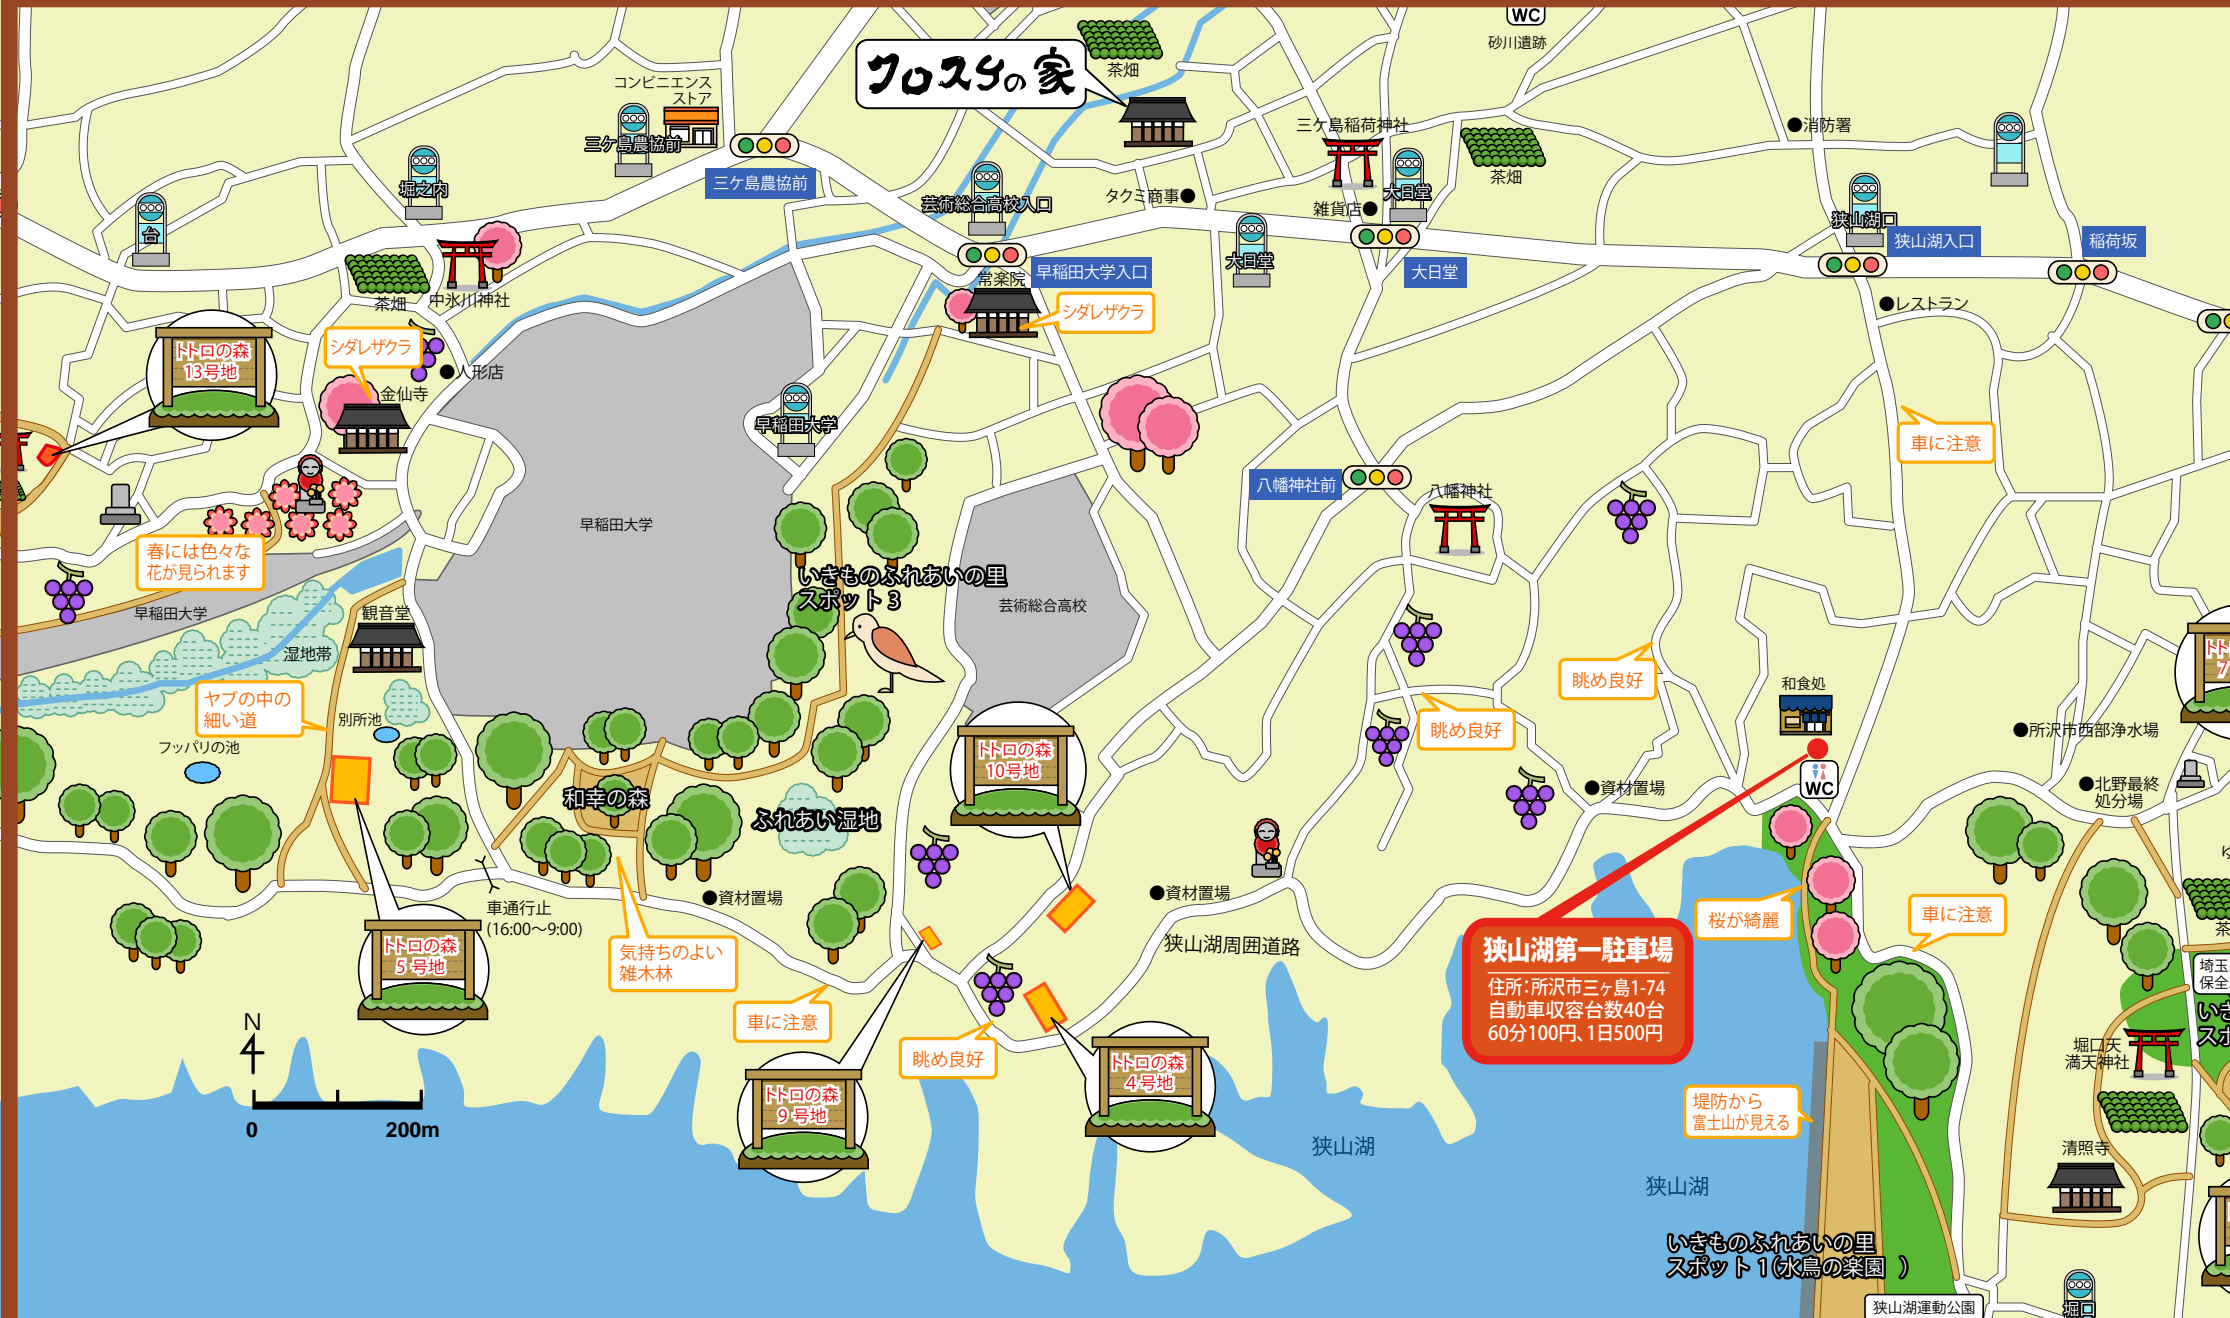 WC
砂川遺跡
クロスケの家
茶畑
コンビニエンス
ストア
三ケ島農協前
三ケ島農協前
三ケ島稲荷神社
●消防署
茶畑
堀之内
台
芸術総合高校入口
タクミ商事●
雑貨店●
大日堂
大日堂
大日堂
狭山湖口
狭山湖入口
稲荷坂
早稲田大学入口
常楽院
シダレザクラ
●レストラン
茶畑
中氷川神社
トトロの森
13号地
シダレザクラ
●人形店
金仙寺
早稲田大学
車に注意
八幡神社前
八幡神社
早稲田大学
春には色々な
花が見られます
いきものふれあいの里
スポット3
芸術総合高校
早稲田大学
観音堂
湿地帯
眺め良好
眺め良好
和食処
トト
7
ヤブの中の
細い道
別所池
フッパリの池
●所沢市西部浄水場
トトロの森
10号地
●資材置場
WC
●北野最終
処分場
和幸の森
ふれあい湿地
●資材置場
●資材置場
車通行止
(16:00〜9:00)
桜が綺麗
車に注意
茶
トトロの森
5号地
気持ちのよい
雑木林
狭山湖周囲道路
狭山湖第一駐車場
住所：所沢市三ヶ島1-74
自動車収容台数40台
60分100円、1日500円
埼玉
保全
いき
スポ
車に注意
眺め良好
N
0
200m
トトロの森
9号地
トトロの森
4号地
堀口天
満天神社
堤防から
富士山が見える
狭山湖
狭山湖
清照寺
いきものふれあいの里
スポット1(水鳥の楽園 )
狭山湖運動公園
堀口